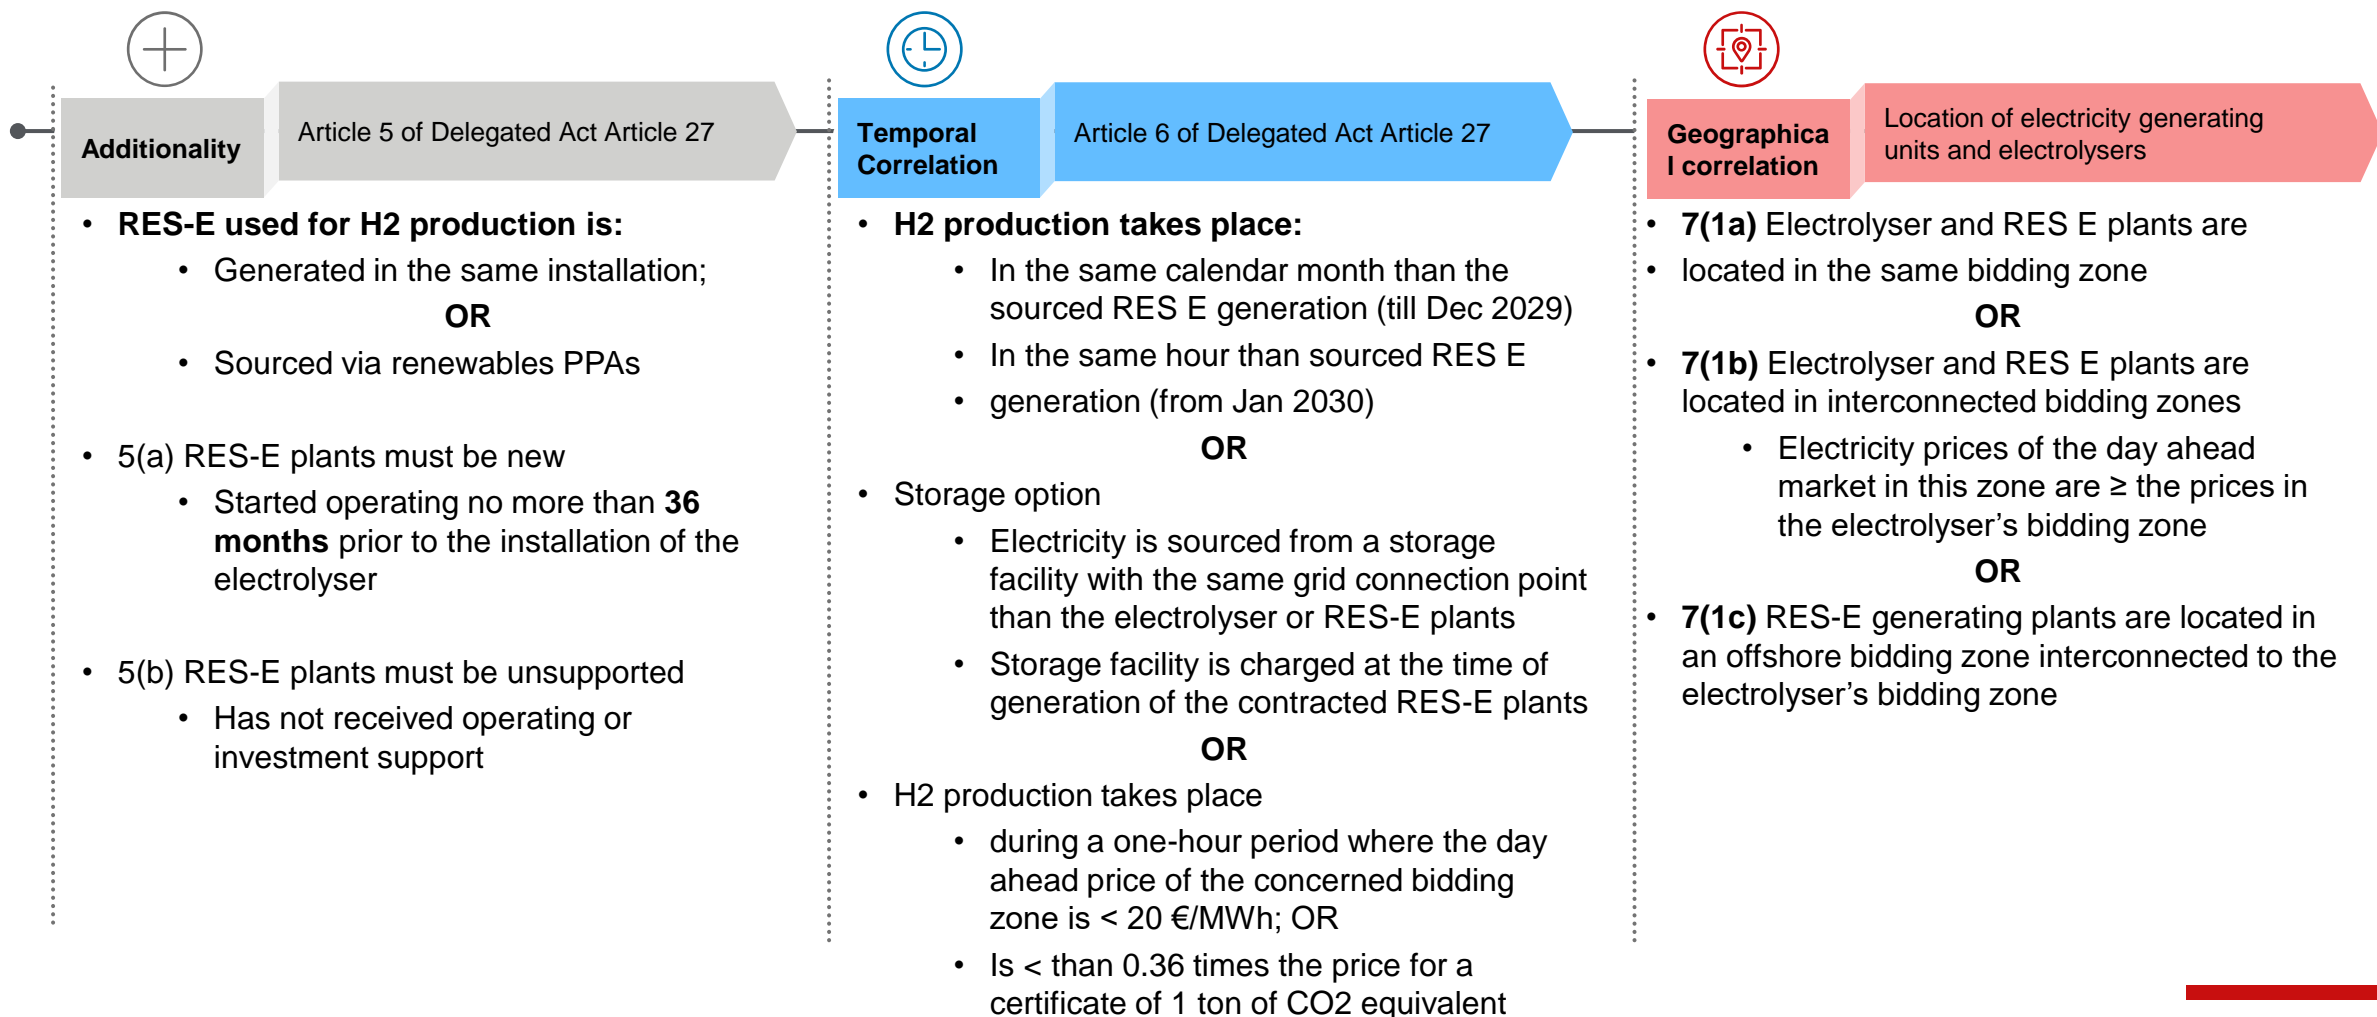 Additionality
Article 5 of Delegated Act Article 27
• RES-E used for H2 production is:
• Generated in the same installation;
OR
• Sourced via renewables PPAs
• 5(a) RES-E plants must be new
• Started operating no more than 36
months prior to the installation of the
electrolyser
• 5(b) RES-E plants must be unsupported
• Has not received operating or
investment support
Temporal
Correlation
Article 6 of Delegated Act Article 27
• H2 production takes place:
• In the same calendar month than the
sourced RES E generation (till Dec 2029)
• In the same hour than sourced RES E
• generation (from Jan 2030)
OR
• Storage option
• Electricity is sourced from a storage
facility with the same grid connection point
than the electrolyser or RES-E plants
• Storage facility is charged at the time of
generation of the contracted RES-E plants
OR
• H2 production takes place
• during a one-hour period where the day
ahead price of the concerned bidding
zone is < 20 €/MWh; OR
• Is < than 0.36 times the price for a
certificate of 1 ton of CO2 equivalent
Geographica
l correlation
Location of electricity generating
units and electrolysers
• 7(1a) Electrolyser and RES E plants are
• located in the same bidding zone
OR
• 7(1b) Electrolyser and RES E plants are
located in interconnected bidding zones
• Electricity prices of the day ahead
market in this zone are ≥ the prices in
the electrolyser’s bidding zone
OR
• 7(1c) RES-E generating plants are located in
an offshore bidding zone interconnected to the
electrolyser’s bidding zone